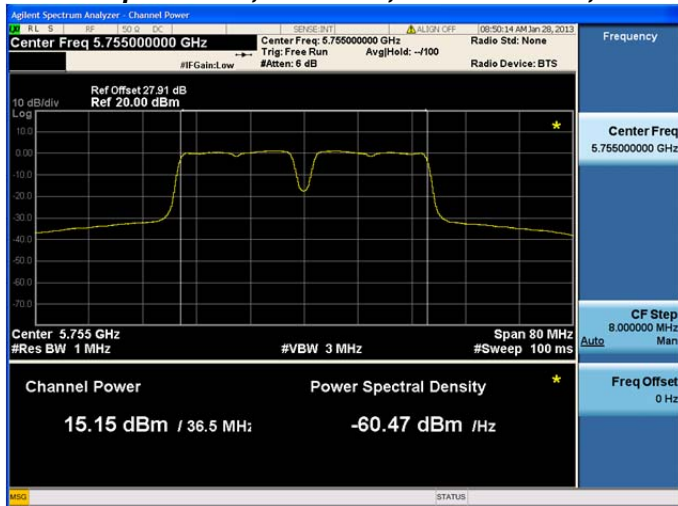 Agilent Spectrum Analyzer - Channel Power
RL S RF 50 Ω DC SENSE:INT ALIGN OFF 08:50:14 AM Jan 28, 2013
Center Freq 5.755000000 GHz
Center Freq: 5.755000000 GHz
Radio Std: None
Trig: Free Run Avg|Hold: --/100
#IFGain:Low #Atten: 6 dB Radio Device: BTS
Ref Offset 27.91 dB
10 dB/div Ref 20.00 dBm
Log
10.0
0.00
-10.0
-20.0
-30.0
-40.0
-50.0
-60.0
-70.0
Center 5.755 GHz Span 80 MHz
#Res BW 1 MHz #VBW 3 MHz #Sweep 100 ms
Channel Power Power Spectral Density
15.15 dBm / 36.5 MHz -60.47 dBm /Hz
MSG STATUS
Frequency
Center Freq
5.755000000 GHz
CF Step
8.000000 MHz
Auto Man
Freq Offset
0 Hz